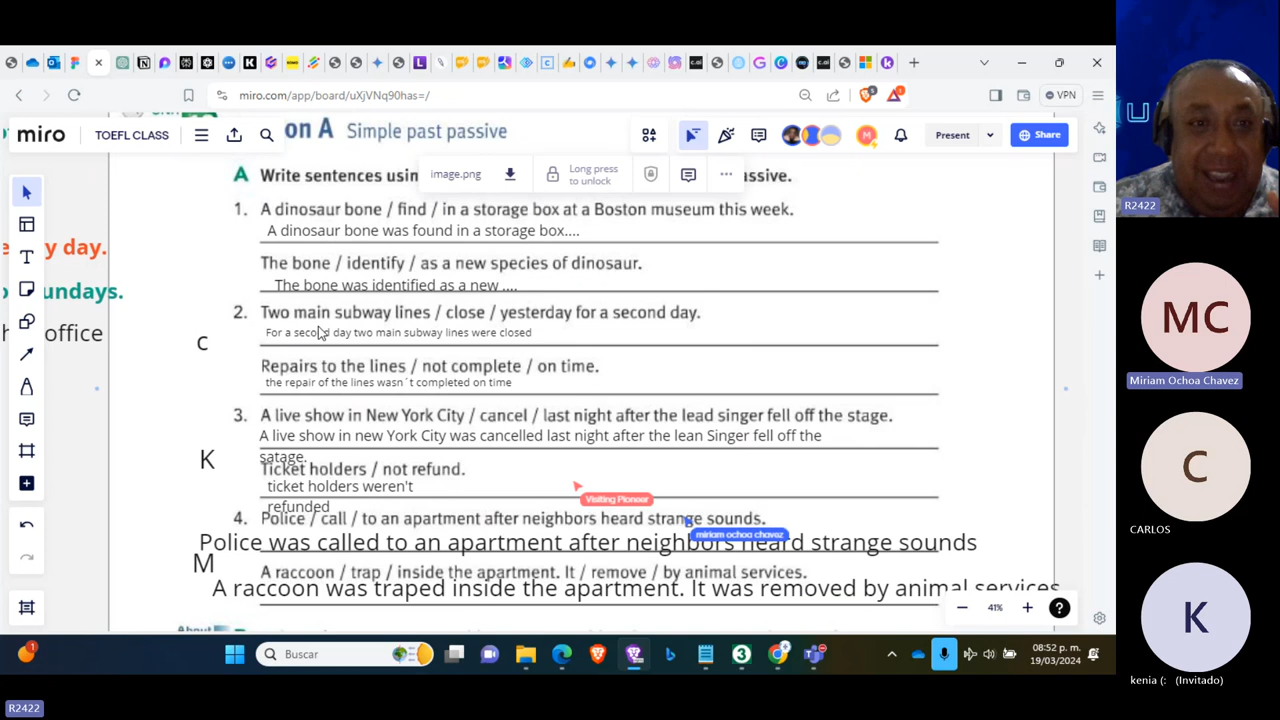 miro.com/app/board/uXjVNq90has=/
VPN
miro
TOEFL CLASS
on A Simple past passive
Present
Share
image.png
Long press
to unlock
A Write sentences usin
assive.
1. A dinosaur bone / find / in a storage box at a Boston museum this week.
A dinosaur bone was found in a storage box....
The bone / identify / as a new species of dinosaur.
The bone was identified as a new ....
2. Two main subway lines / close / yesterday for a second day.
For a second day two main subway lines were closed
C
Repairs to the lines / not complete / on time.
the repair of the lines wasn´t completed on time
3. A live show in New York City / cancel / last night after the lead singer fell off the stage.
A live show in new York City was cancelled last night after the lean Singer fell off the
satage.
K
Ticket holders / not refund.
ticket holders weren't
refunded
Visiting Pioneer
4. Police / call / to an apartment after neighbors heard strange sounds.
miriam ochoa chavez
Police was called to an apartment after neighbors heard strange sounds
M
A raccoon / trap / inside the apartment. It / remove / by animal services.
A raccoon was traped inside the apartment. It was removed by animal services
y day.
undays.
office
41%
About
Buscar
08:52 p. m.
19/03/2024
R2422
R2422
MC
Miriam Ochoa Chavez
C
CARLOS
K
kenia (: (Invitado)